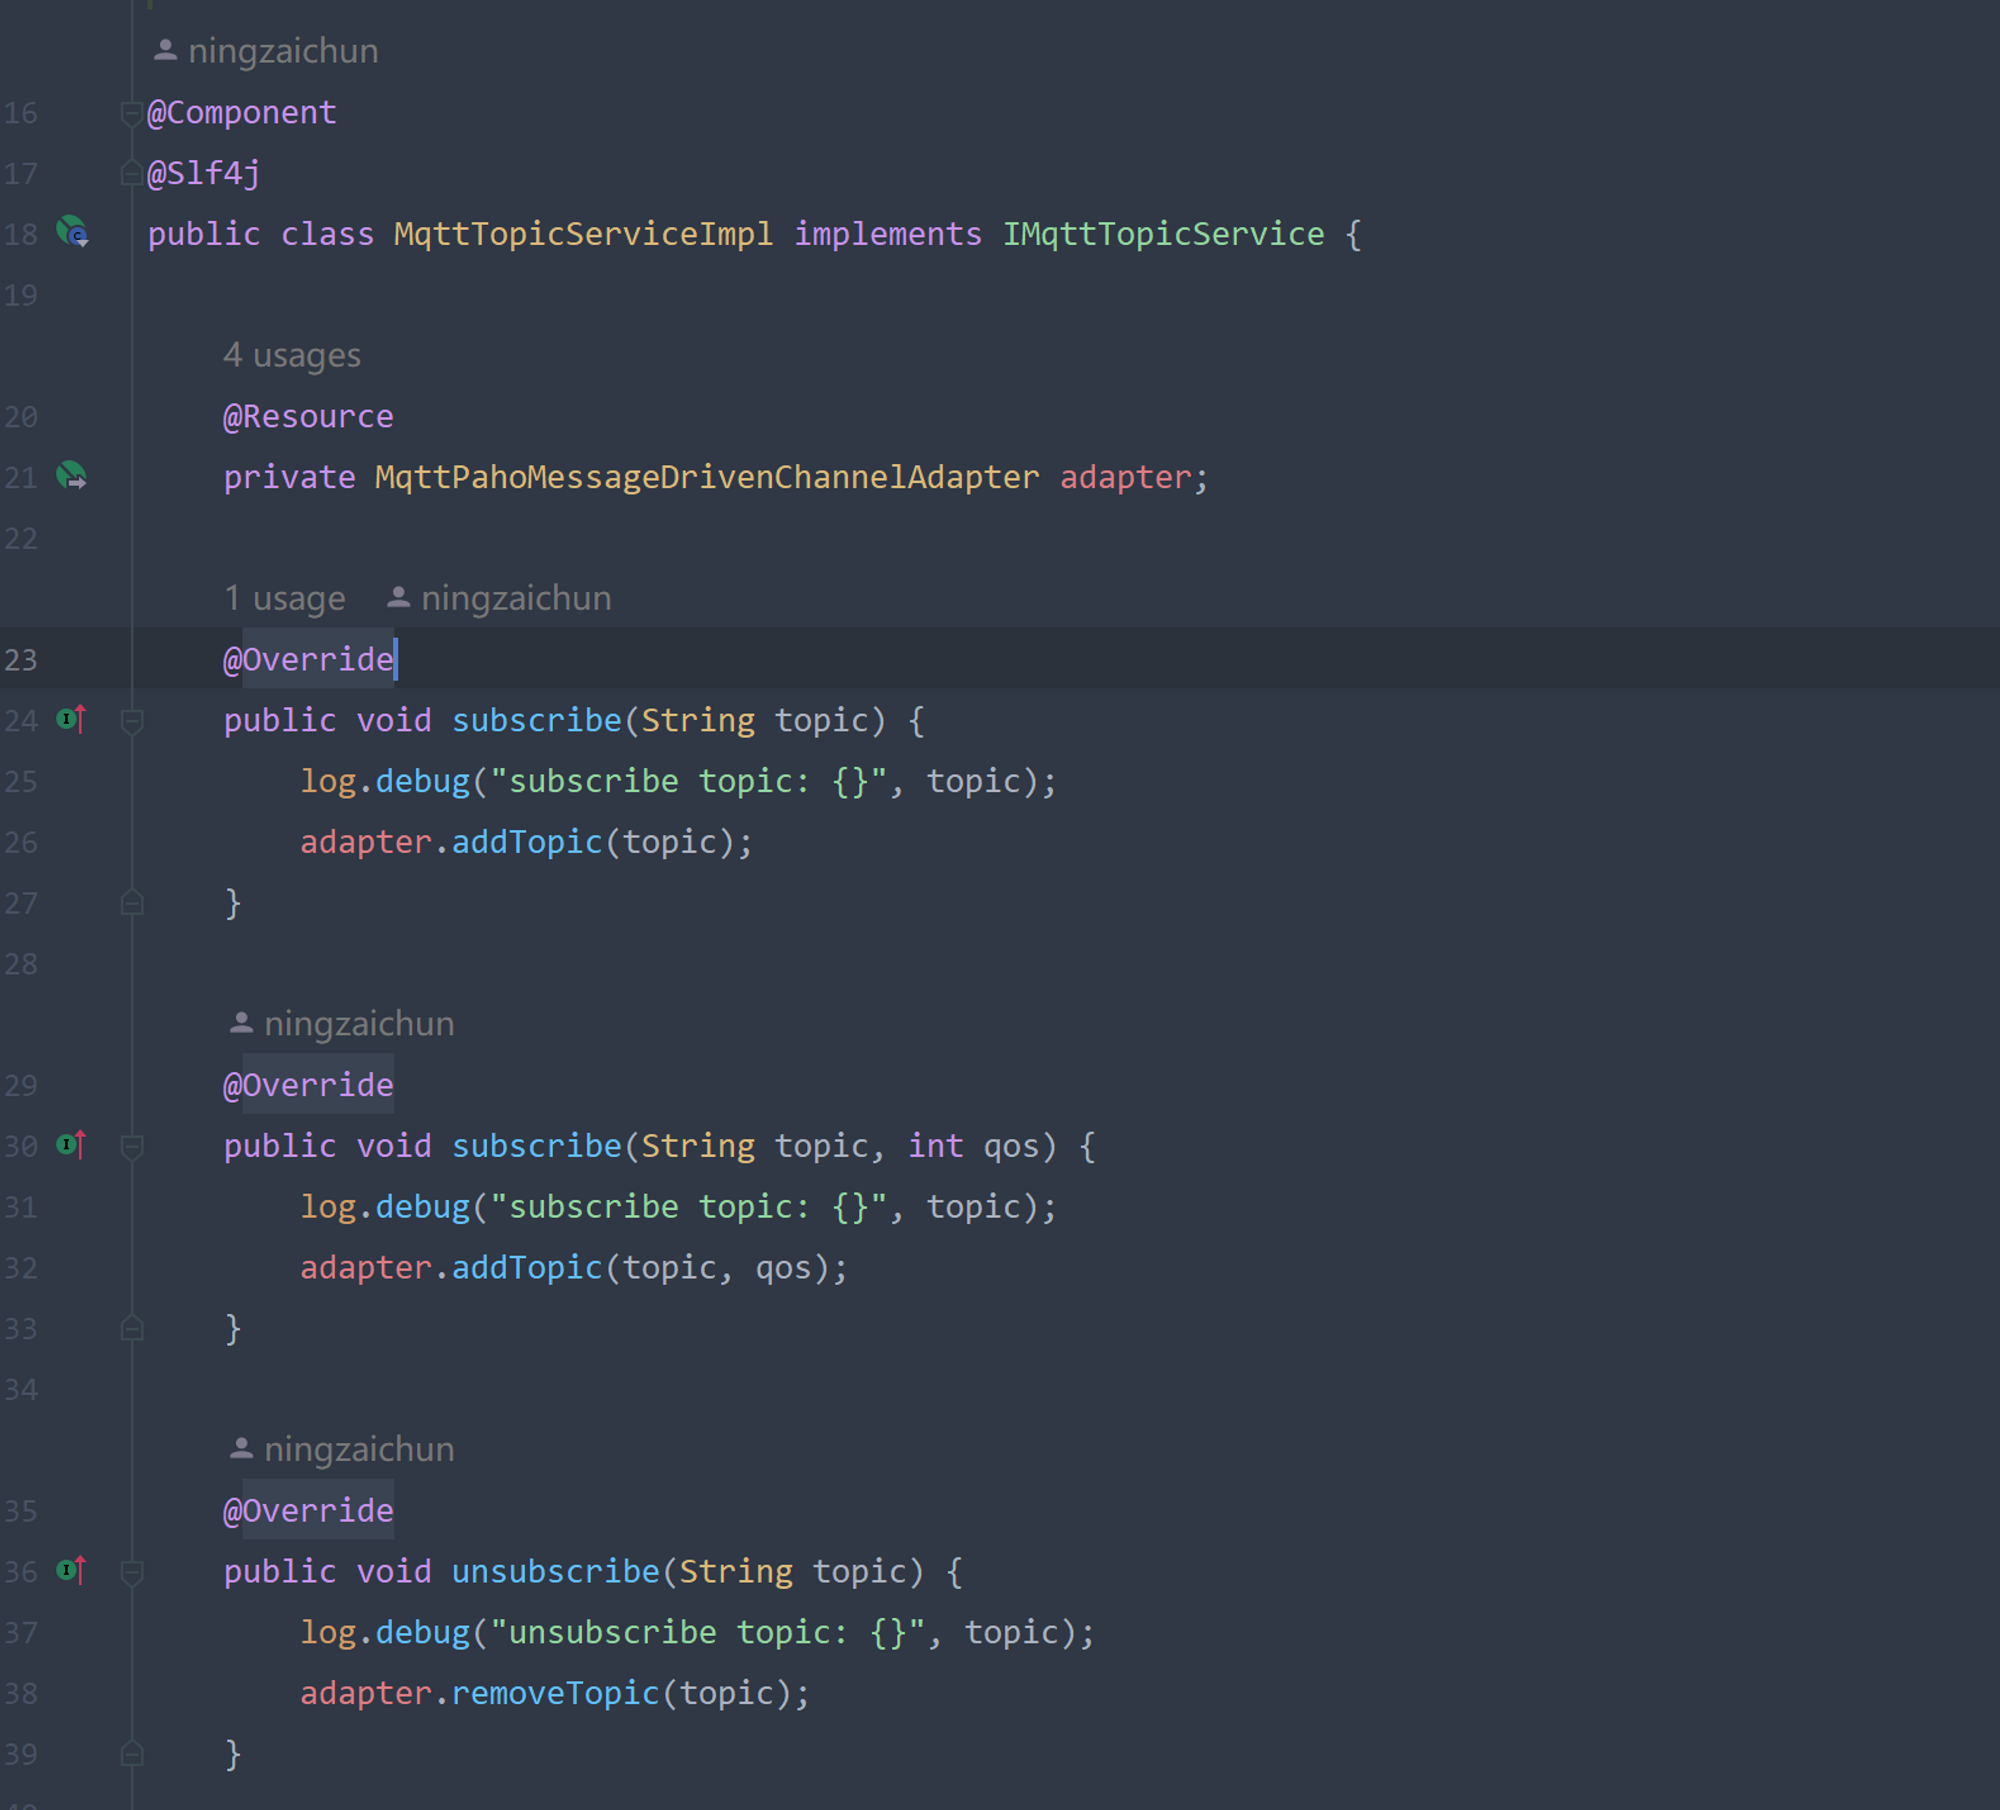 ningzaichun
16 @Component
17 @Slf4j
18 public class MqttTopicServiceImpl implements IMqttTopicService {
19
4 usages
20 @Resource
21 private MqttPahoMessageDrivenChannelAdapter adapter;
22
1 usage ningzaichun
23 @Override
24 public void subscribe(String topic) {
25 log.debug("subscribe topic: {}", topic);
26 adapter.addTopic(topic);
27 }
28
ningzaichun
29 @Override
30 public void subscribe(String topic, int qos) {
31 log.debug("subscribe topic: {}", topic);
32 adapter.addTopic(topic, qos);
33 }
34
ningzaichun
35 @Override
36 public void unsubscribe(String topic) {
37 log.debug("unsubscribe topic: {}", topic);
38 adapter.removeTopic(topic);
39 }